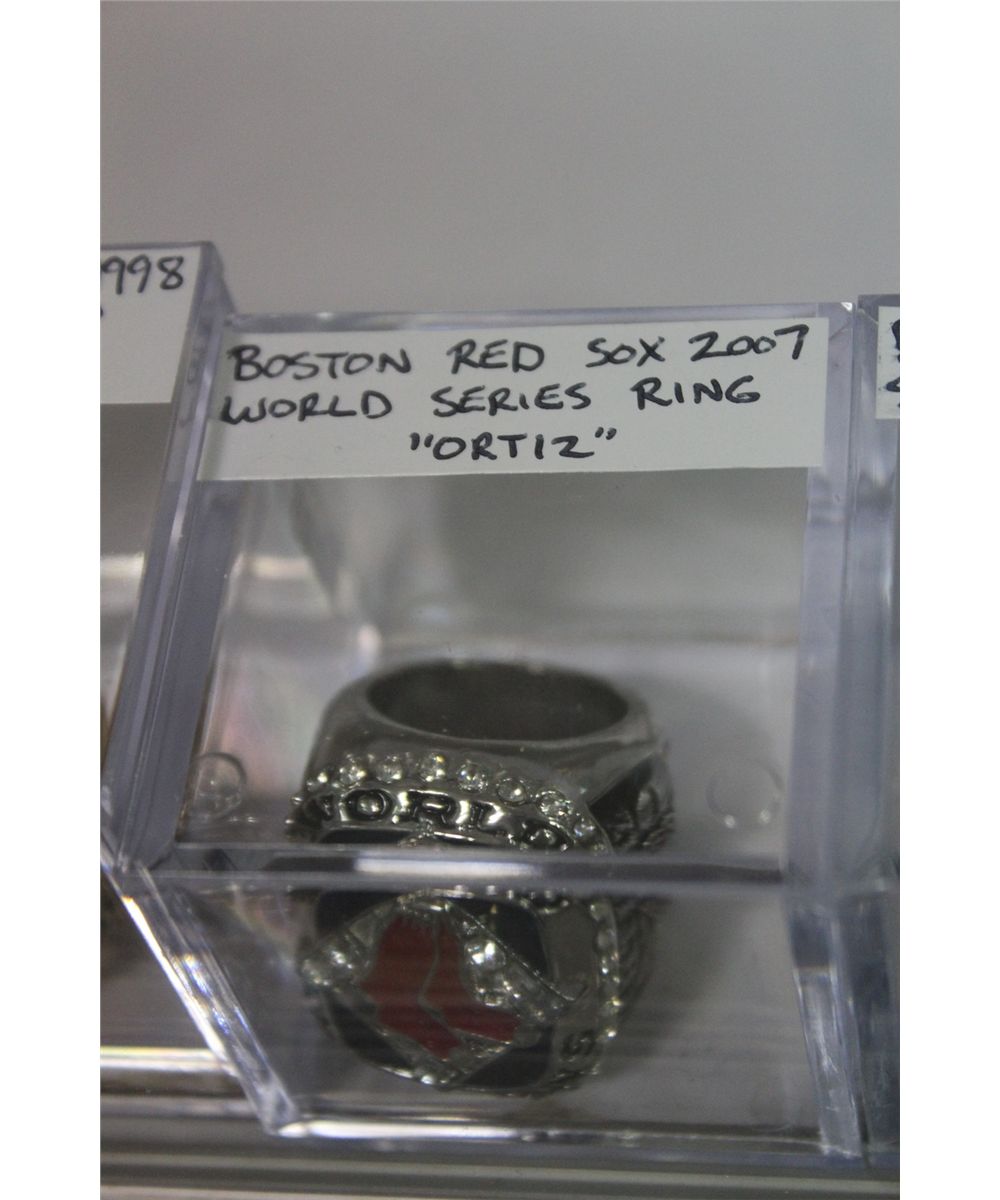 998
BOSTON RED SOX 2007
WORLD SERIES RING
"ORTIZ"
WORLD